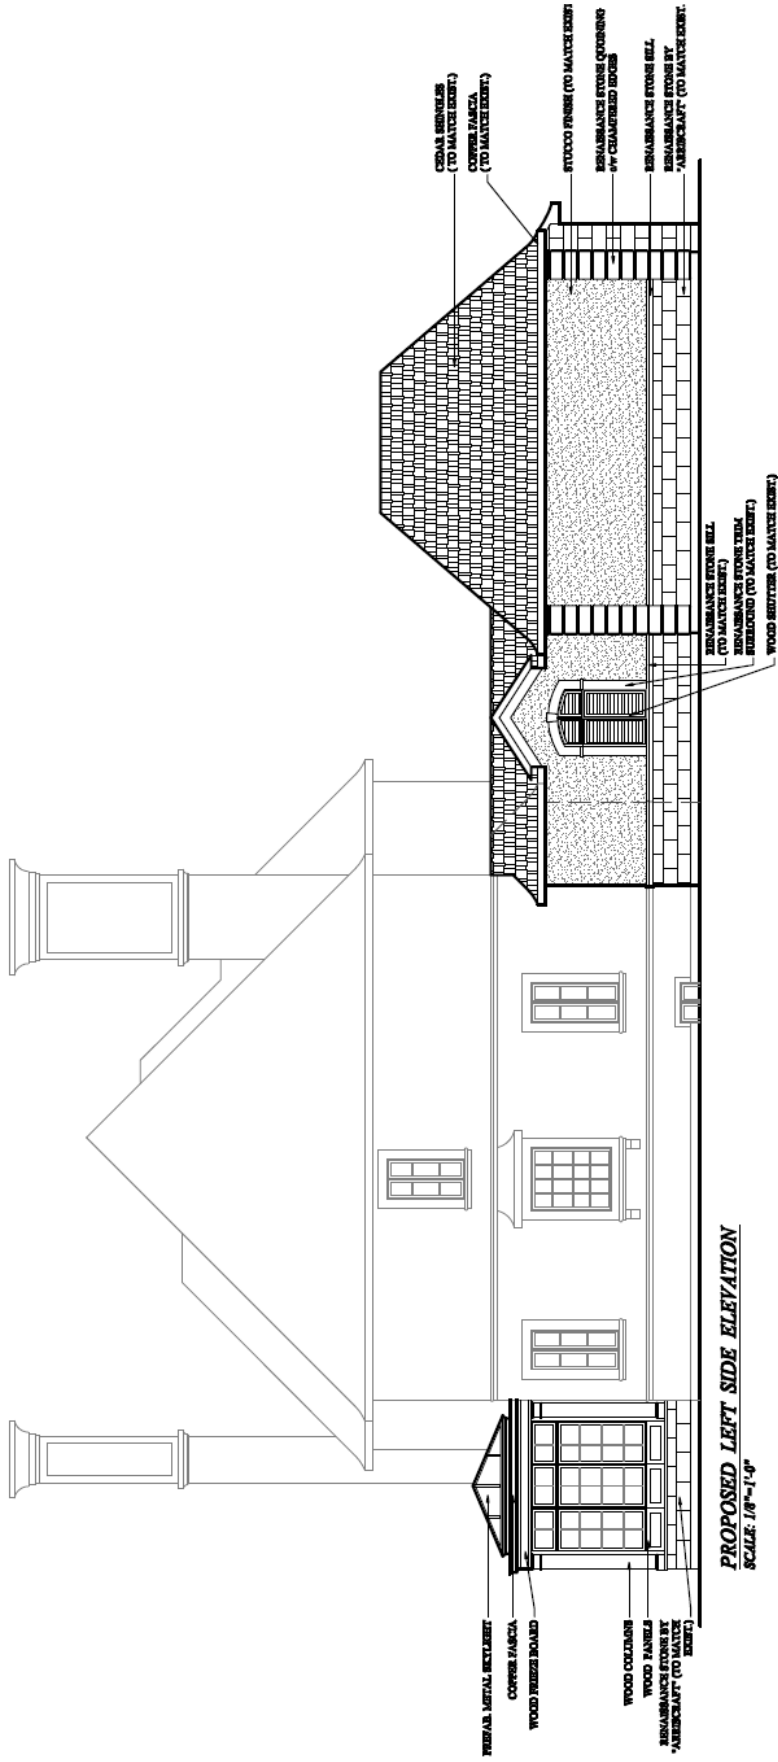 CEDAR SHINGLES
(TO MATCH EXIST.)
COPPER FASCIA
(TO MATCH EXIST.)
STUCCO FINISH (TO MATCH EXIST
RENAISSANCE STONE QUOINING
c/w CHAMFERED EDGES
RENAISSANCE STONE SILL
RENAISSANCE STONE BY
"ARRISCRAFT" (TO MATCH EXIST.
RENAISSANCE STONE SILL
(TO MATCH EXIST.)
RENAISSANCE STONE TRIM
SURROUND (TO MATCH EXIST.)
WOOD SHUTTER (TO MATCH EXIST.)
PREFAB. METAL SKYLIGHT
COPPER FASCIA
WOOD FRIEZE BOARD
WOOD COLUMNS
WOOD PANELS
RENAISSANCE STONE BY
"ARRISCRAFT" (TO MATCH
EXIST.)
PROPOSED LEFT SIDE ELEVATION
SCALE: 1/8"=1'-0"